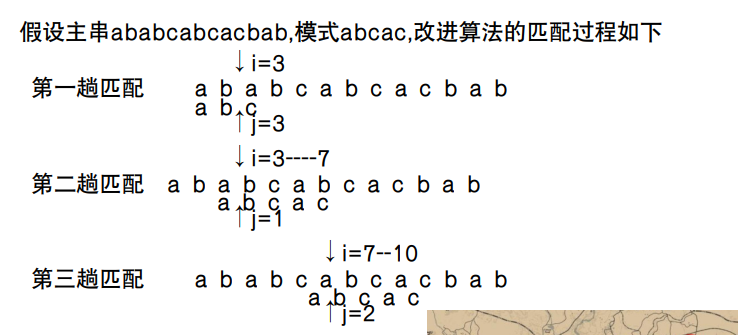 假设主串ababcabcacbab,模式abcac,改进算法的匹配过程如下
↓i=3
第一趟匹配 a b a b c a b c a c b a b
a b c
↑j=3
↓i=3----7
第二趟匹配 a b a b c a b c a c b a b
a b c a c
↑j=1
↓i=7--10
第三趟匹配 a b a b c a b c a c b a b
a b c a c
↑j=2